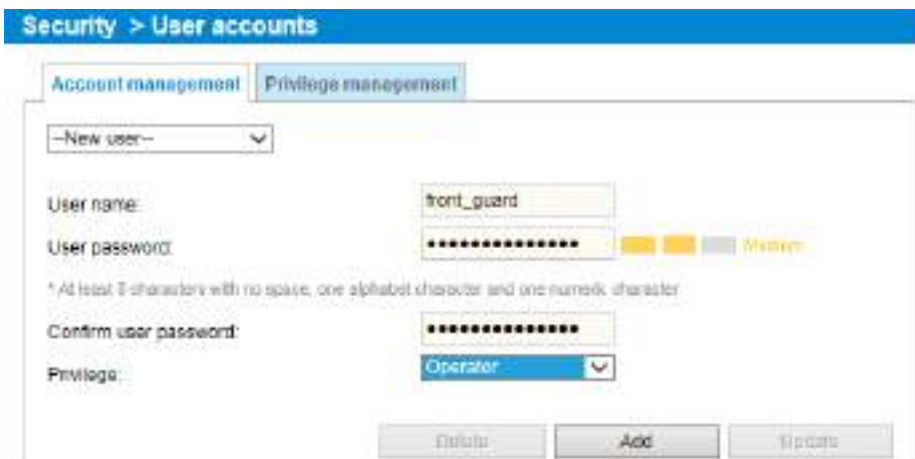 Security > User accounts
Account management Privilege management
--New user--
User name: front_guard
User password: •••••••••••••• Medium
* At least 8 characters with no space, one alphabet character and one numeric character
Confirm user password: ••••••••••••••
Privilege: Operator
Delete Add Update